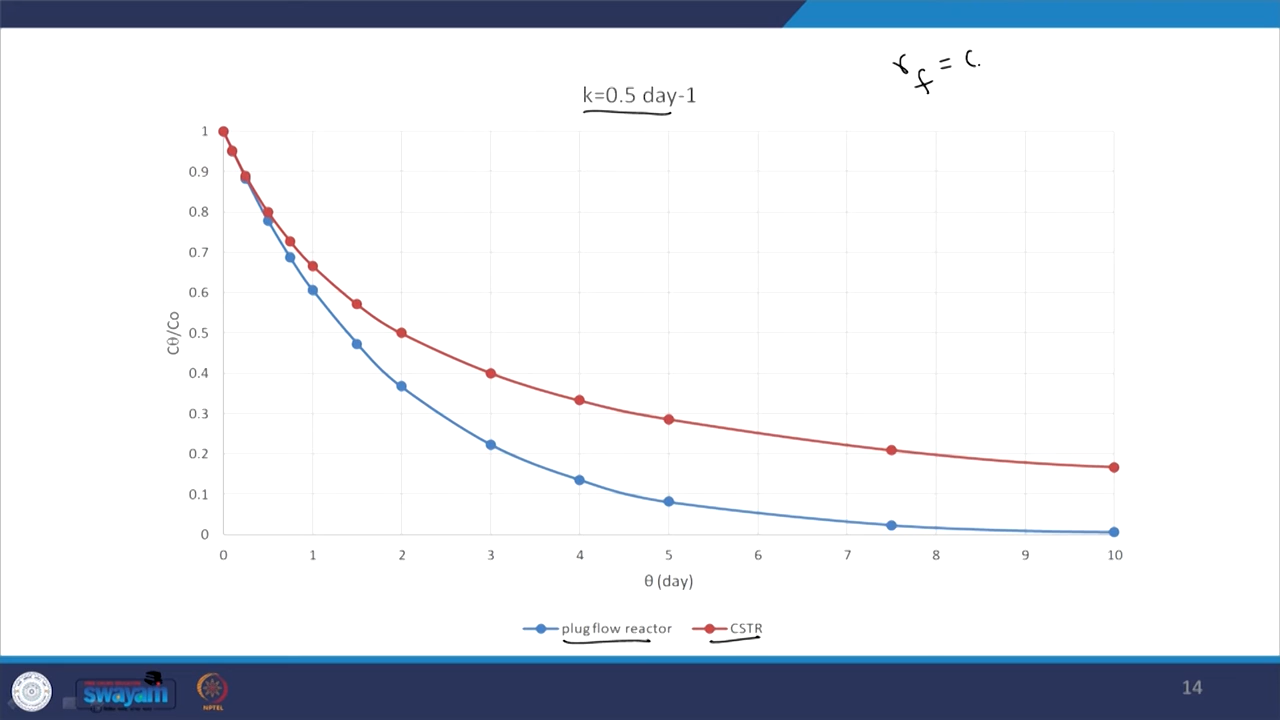 r_f = C.
k=0.5 day-1
1
0.9
0.8
0.7
0.6
0.5
0.4
0.3
0.2
0.1
0
Cθ/Co
0 1 2 3 4 5 6 7 8 9 10
θ (day)
plug flow reactor CSTR
swayam
NPTEL
14